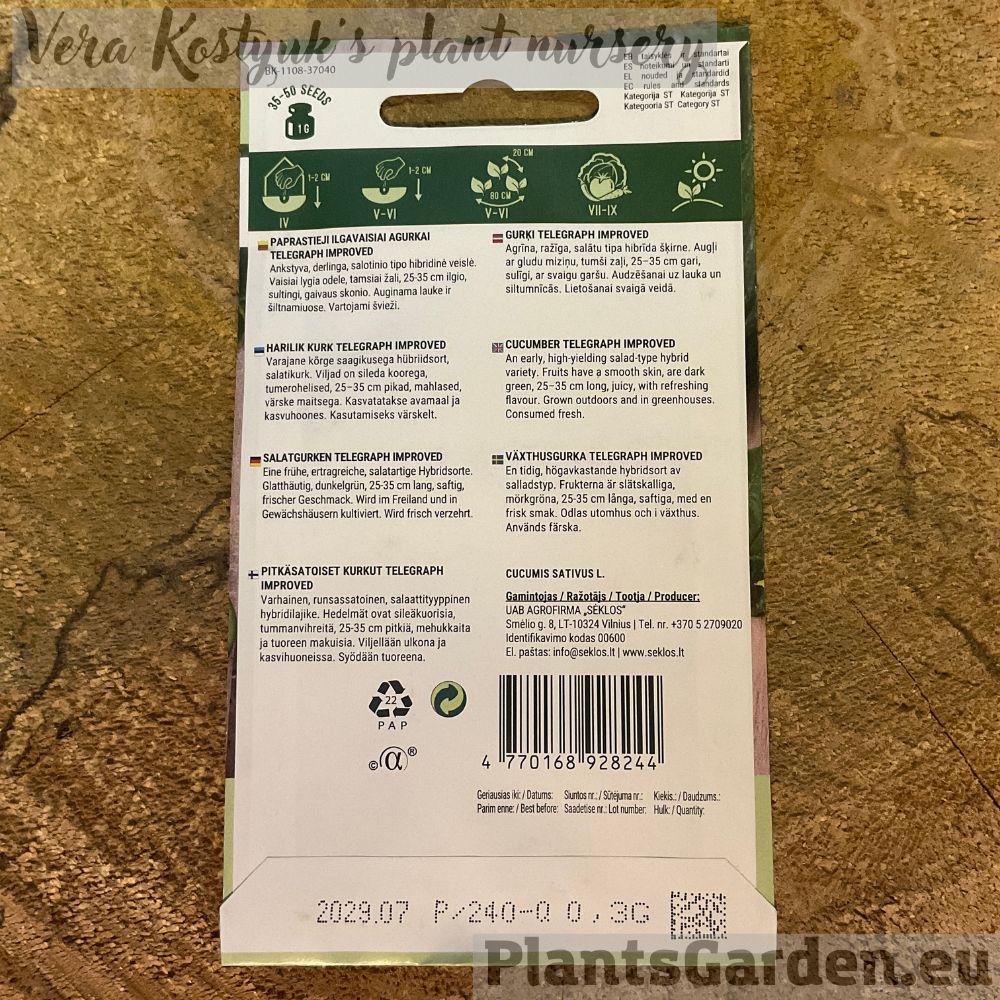 Vera Kostyuk's plant nursery
BK-1108-37040
EB taisyklės ir standartai
ES noteikumi un standarti
EL nouded ja standardid
EC rules and standards
Kategorija ST Kategorija ST
Kategooria ST Category ST
35-50 SEEDS
1 G
1-2 CM
IV
1-2 CM
V-VI
20 CM
80 CM
V-VI
VII-IX
PAPRASTIEJI ILGAVAISIAI AGURKAI
TELEGRAPH IMPROVED
Ankstyva, derlinga, salotinio tipo hibridinė veislė.
Vaisiai lygia odele, tamsiai žali, 25-35 cm ilgio,
sultingi, gaivaus skonio. Auginama lauke ir
šiltnamiuose. Vartojami švieži.
GURĶI TELEGRAPH IMPROVED
Agrīna, ražīga, salātu tipa hibrīda šķirne. Augļi
ar gludu miziņu, tumši zaļi, 25–35 cm gari,
sulīgi, ar svaigu garšu. Audzēšanai uz lauka un
siltumnīcās. Lietošanai svaigā veidā.
HARILIK KURK TELEGRAPH IMPROVED
Varajane kõrge saagikusega hübriidsort,
salatikurk. Viljad on sileda koorega,
tumerohelised, 25–35 cm pikad, mahlased,
värske maitsega. Kasvatatakse avamaal ja
kasvuhoones. Kasutamiseks värskelt.
CUCUMBER TELEGRAPH IMPROVED
An early, high-yielding salad-type hybrid
variety. Fruits have a smooth skin, are dark
green, 25–35 cm long, juicy, with refreshing
flavour. Grown outdoors and in greenhouses.
Consumed fresh.
SALATGURKEN TELEGRAPH IMPROVED
Eine frühe, ertragreiche, salatartige Hybridsorte.
Glatthäutig, dunkelgrün, 25-35 cm lang, saftig,
frischer Geschmack. Wird im Freiland und in
Gewächshäusern kultiviert. Wird frisch verzehrt.
VÄXTHUSGURKA TELEGRAPH IMPROVED
En tidig, högavkastande hybridsort av
salladstyp. Frukterna är slätskalliga,
mörkgröna, 25-35 cm långa, saftiga, med en
frisk smak. Odlas utomhus och i växthus.
Används färska.
PITKÄSATOISET KURKUT TELEGRAPH
IMPROVED
Varhainen, runsassatoinen, salaattityyppinen
hybridilajike. Hedelmät ovat sileäkuorisia,
tummanvihreitä, 25-35 cm pitkiä, mehukkaita
ja tuoreen makuisia. Viljellään ulkona ja
kasvihuoneissa. Syödään tuoreena.
CUCUMIS SATIVUS L.
Gamintojas / Ražotājs / Tootja / Producer:
UAB AGROFIRMA „SĖKLOS“
Smėlio g. 8, LT-10324 Vilnius | Tel. nr. +370 5 2709020
Identifikavimo kodas 00600
El. paštas: info@seklos.lt | www.seklos.lt
22
PAP
© α ®
4 770168 928244
Geriausias iki: / Datums: Siuntos nr.: / Sūtējuma nr.: Kiekis.: / Daudzums.:
Parim enne: / Best before: Saadetise nr.: Lot number: Hulk: / Quantity:
2029.07 P/240-Q 0,3G
PlantsGarden.eu